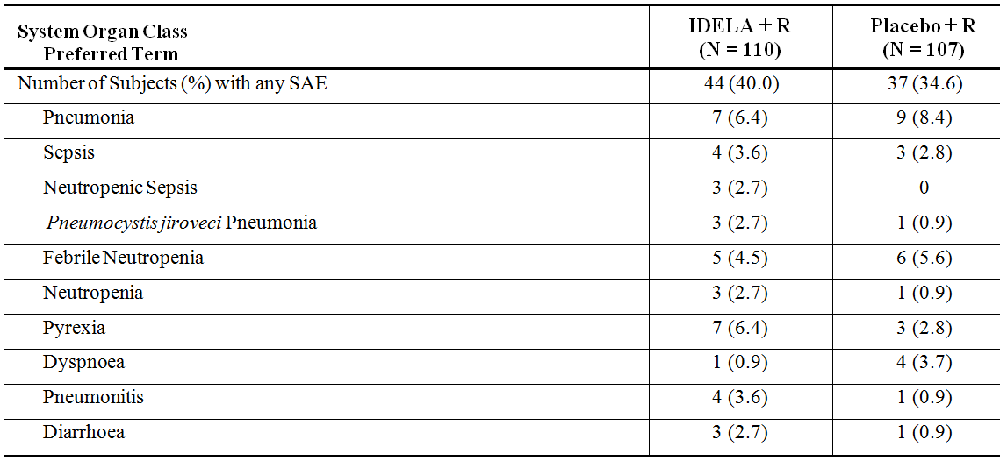 System Organ Class
Preferred Term
IDELA + R
(N = 110)
Placebo + R
(N = 107)
Number of Subjects (%) with any SAE 44 (40.0) 37 (34.6)
Pneumonia 7 (6.4) 9 (8.4)
Sepsis 4 (3.6) 3 (2.8)
Neutropenic Sepsis 3 (2.7) 0
Pneumocystis jiroveci Pneumonia 3 (2.7) 1 (0.9)
Febrile Neutropenia 5 (4.5) 6 (5.6)
Neutropenia 3 (2.7) 1 (0.9)
Pyrexia 7 (6.4) 3 (2.8)
Dyspnoea 1 (0.9) 4 (3.7)
Pneumonitis 4 (3.6) 1 (0.9)
Diarrhoea 3 (2.7) 1 (0.9)